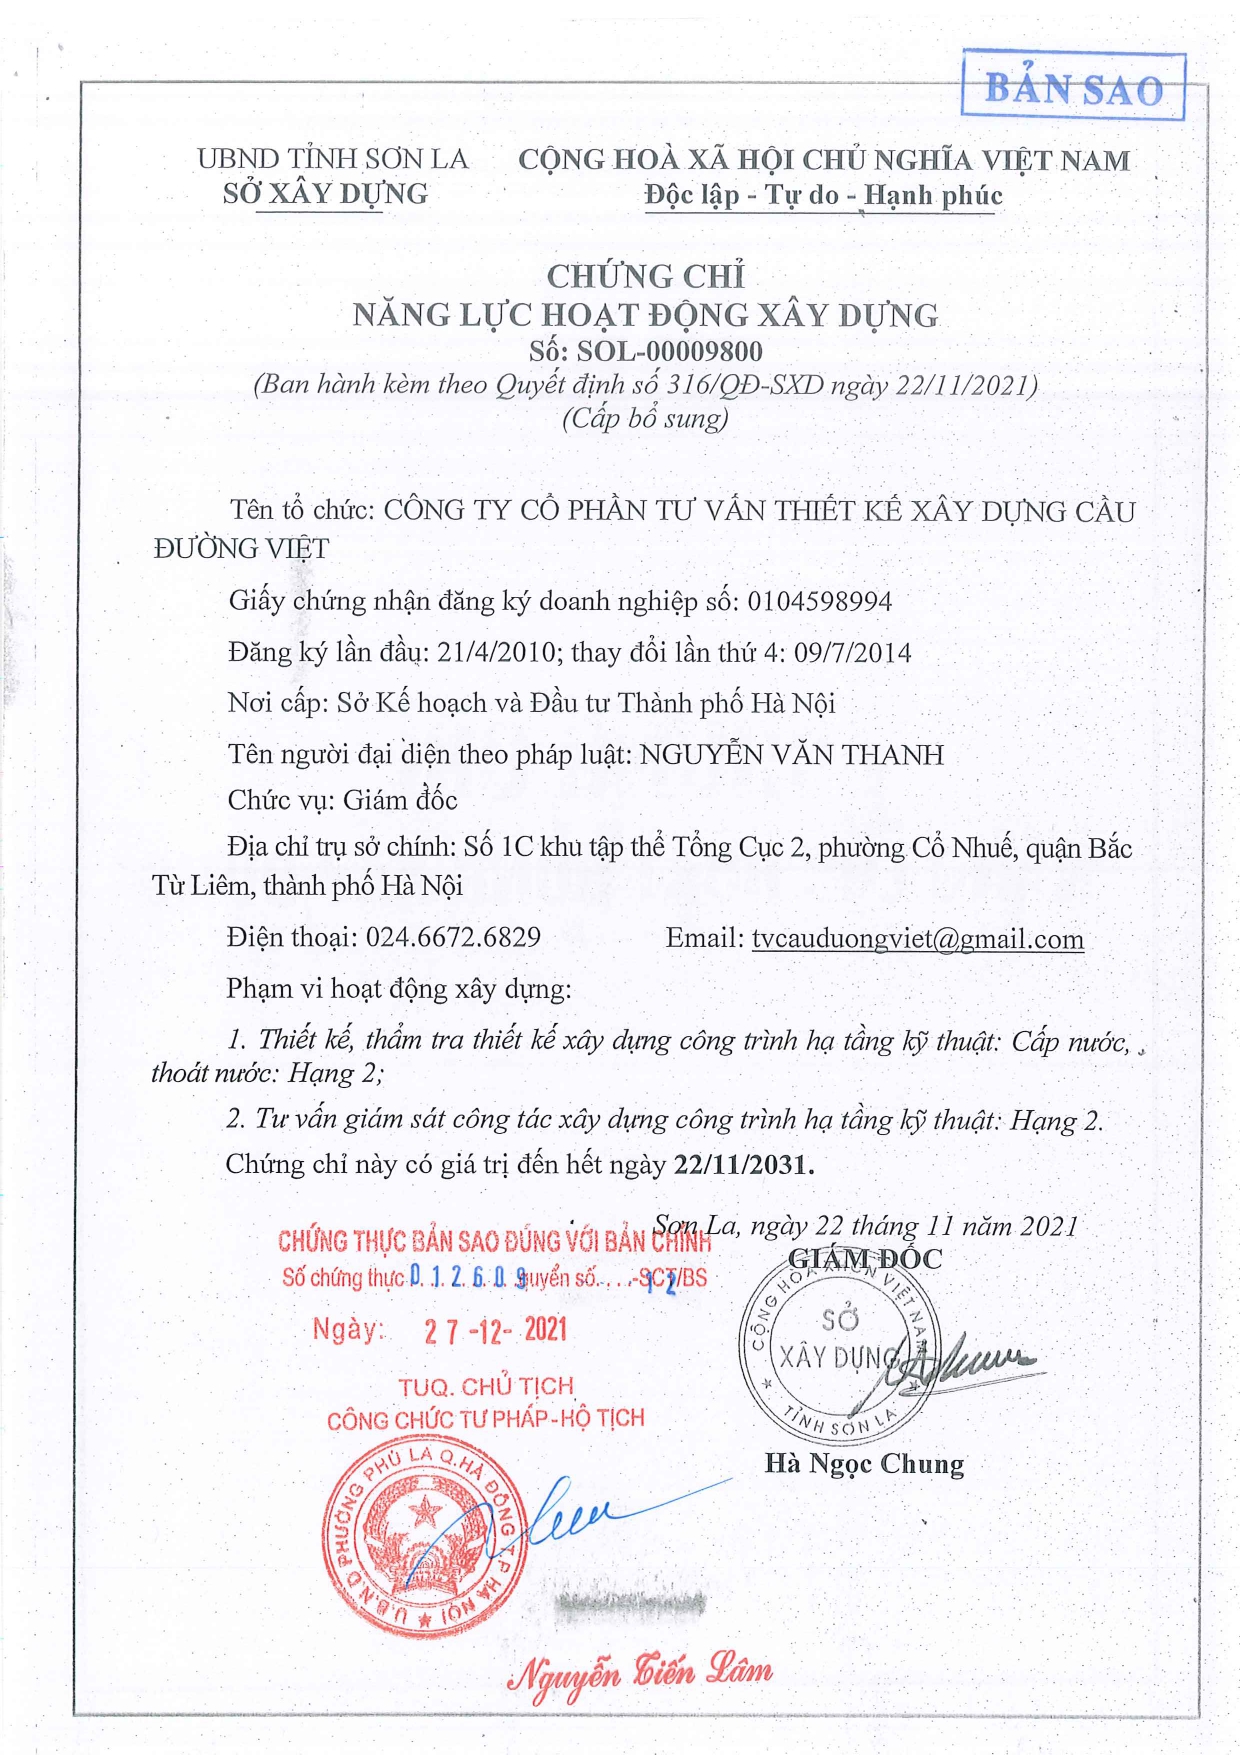 BẢN SAO
UBND TỈNH SƠN LA
SỞ XÂY DỰNG
CỘNG HOÀ XÃ HỘI CHỦ NGHĨA VIỆT NAM
Độc lập - Tự do - Hạnh phúc
CHỨNG CHỈ
NĂNG LỰC HOẠT ĐỘNG XÂY DỰNG
Số: SOL-00009800
(Ban hành kèm theo Quyết định số 316/QĐ-SXD ngày 22/11/2021)
(Cấp bổ sung)
Tên tổ chức: CÔNG TY CỔ PHẦN TƯ VẤN THIẾT KẾ XÂY DỰNG CẦU
ĐƯỜNG VIỆT
Giấy chứng nhận đăng ký doanh nghiệp số: 0104598994
Đăng ký lần đầu: 21/4/2010; thay đổi lần thứ 4: 09/7/2014
Nơi cấp: Sở Kế hoạch và Đầu tư Thành phố Hà Nội
Tên người đại diện theo pháp luật: NGUYỄN VĂN THANH
Chức vụ: Giám đốc
Địa chỉ trụ sở chính: Số 1C khu tập thể Tổng Cục 2, phường Cổ Nhuế, quận Bắc
Từ Liêm, thành phố Hà Nội
Điện thoại: 024.6672.6829 Email: tvcauduongviet@gmail.com
Phạm vi hoạt động xây dựng:
1. Thiết kế, thẩm tra thiết kế xây dựng công trình hạ tầng kỹ thuật: Cấp nước,
thoát nước: Hạng 2;
2. Tư vấn giám sát công tác xây dựng công trình hạ tầng kỹ thuật: Hạng 2.
Chứng chỉ này có giá trị đến hết ngày 22/11/2031.
Sơn La, ngày 22 tháng 11 năm 2021
GIÁM ĐỐC
CỘNG HOÀ XHCN VIỆT NAM
SỞ
XÂY DỰNG
TỈNH SƠN LA
Hà Ngọc Chung
CHỨNG THỰC BẢN SAO ĐÚNG VỚI BẢN CHÍNH
Số chứng thực 0.1.2.6.0.9 quyển số....12-SCT/BS
Ngày: 27-12-2021
TUQ. CHỦ TỊCH
CÔNG CHỨC TƯ PHÁP-HỘ TỊCH
U.B.N.D PHƯỜNG PHÚ LA Q.HÀ ĐÔNG T.P HÀ NỘI
Nguyễn Tiến Lâm